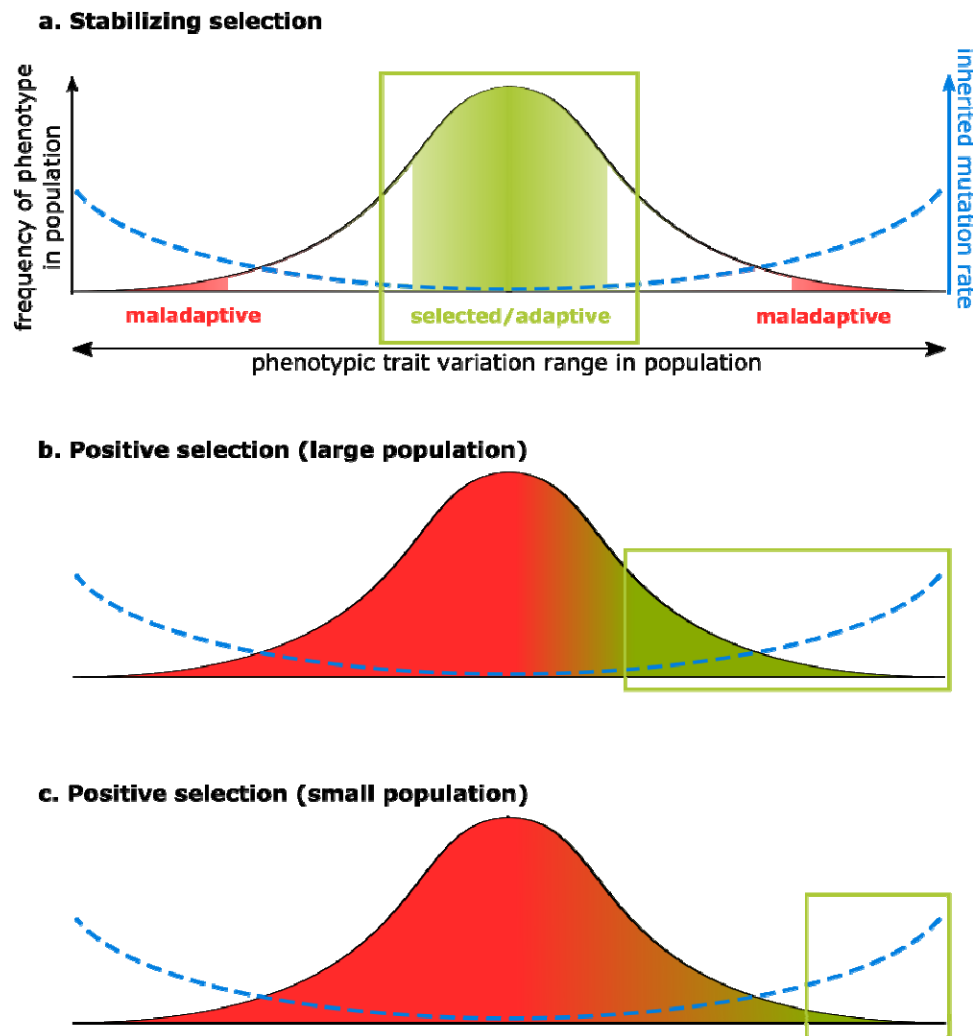 a. Stabilizing selection
frequency of phenotype
in population
inherited mutation rate
maladaptive
selected/adaptive
maladaptive
phenotypic trait variation range in population
b. Positive selection (large population)
c. Positive selection (small population)